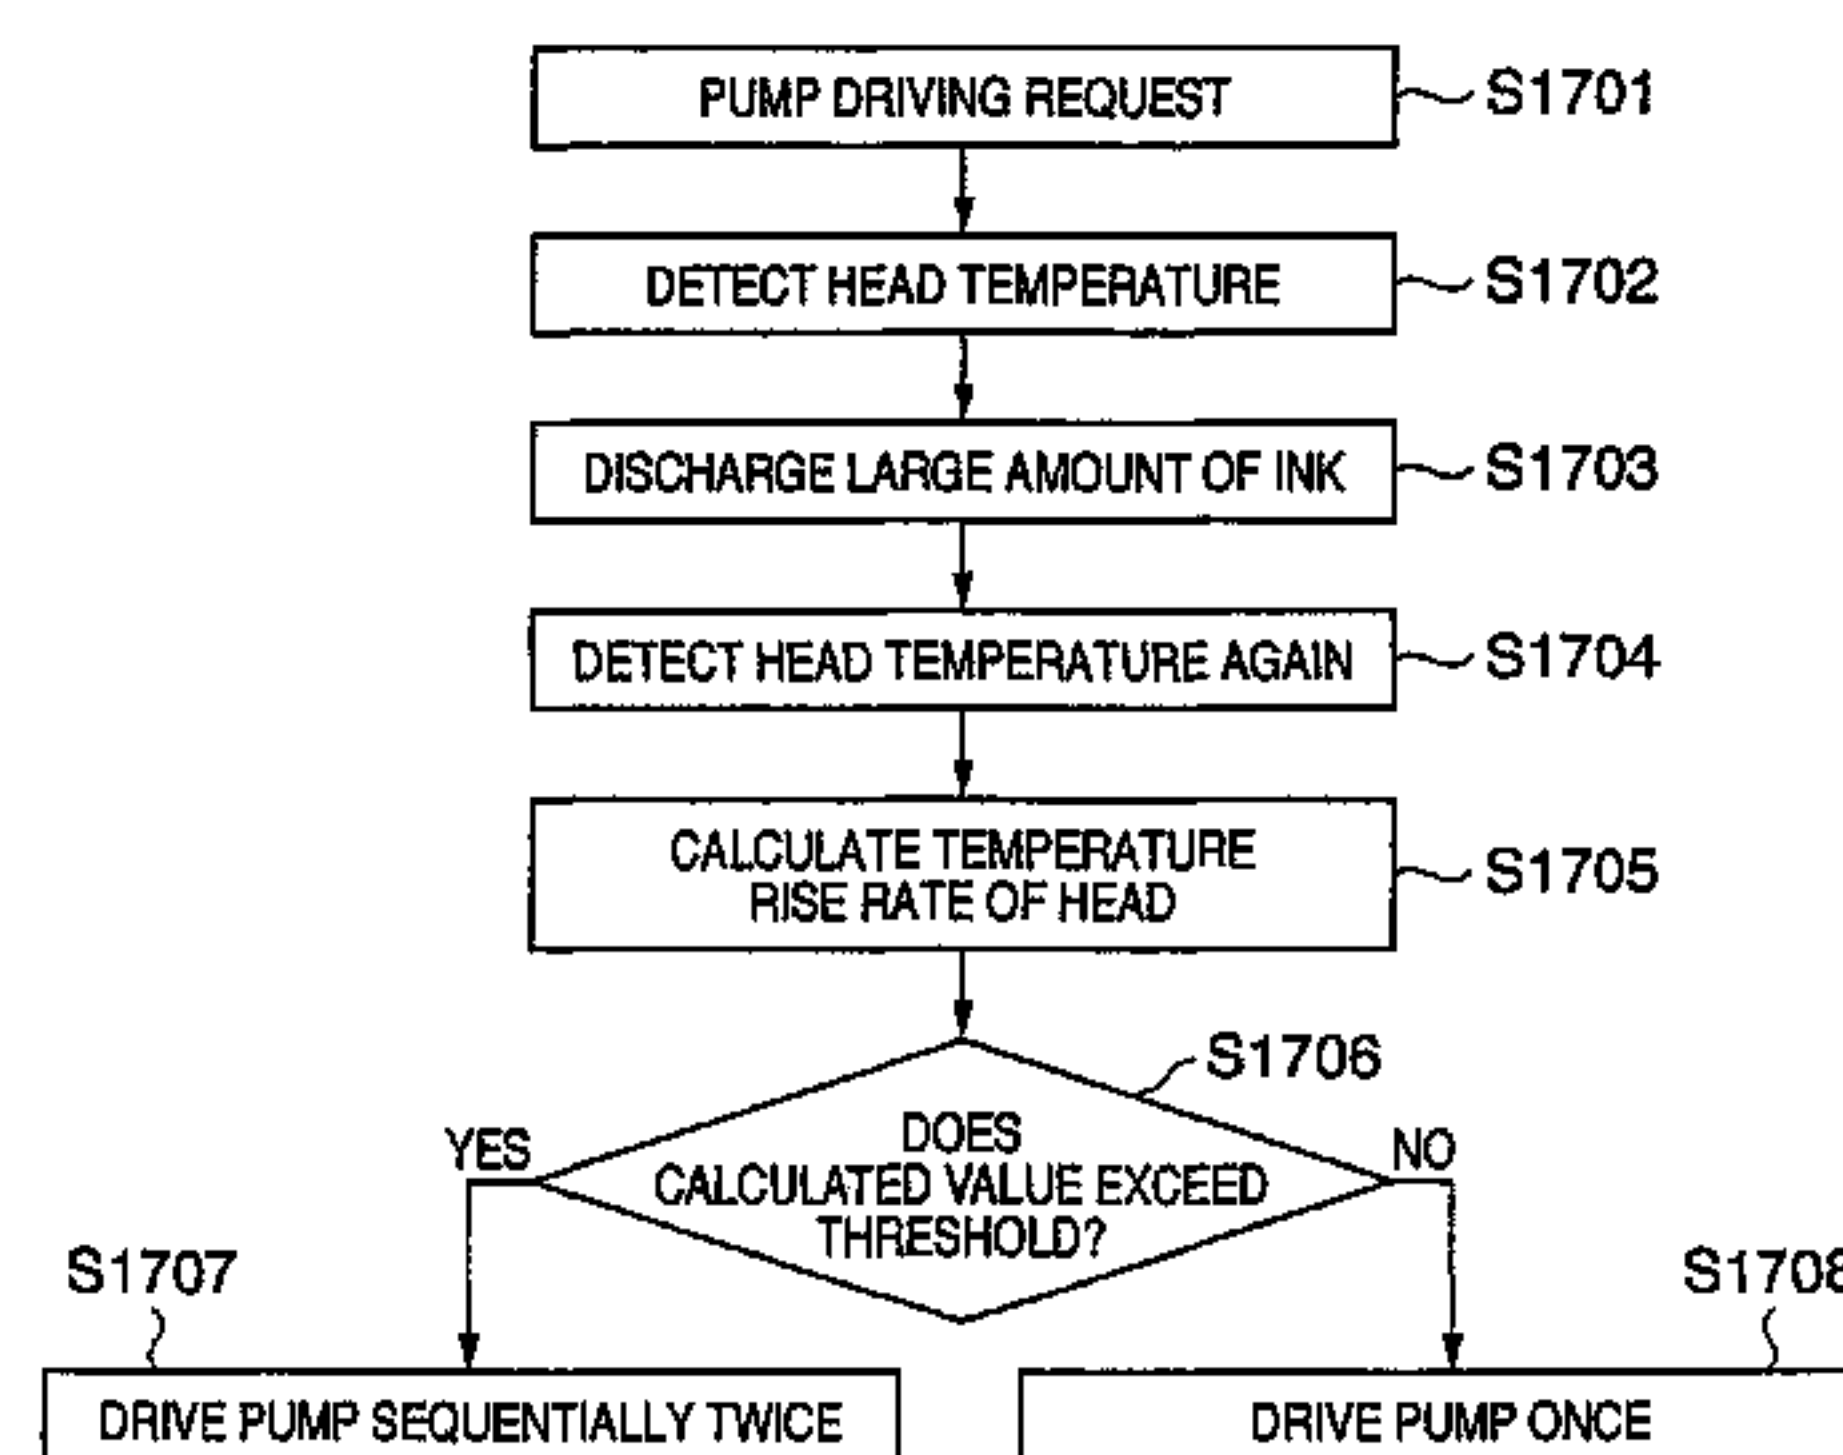 PUMP DRIVING REQUEST
S1701
DETECT HEAD TEMPERATURE
S1702
DISCHARGE LARGE AMOUNT OF INK
S1703
DETECT HEAD TEMPERATURE AGAIN
S1704
CALCULATE TEMPERATURE
RISE RATE OF HEAD
S1705
S1706
DOES
CALCULATED VALUE EXCEED
THRESHOLD?
YES
NO
S1707
S1708
DRIVE PUMP SEQUENTIALLY TWICE
DRIVE PUMP ONCE